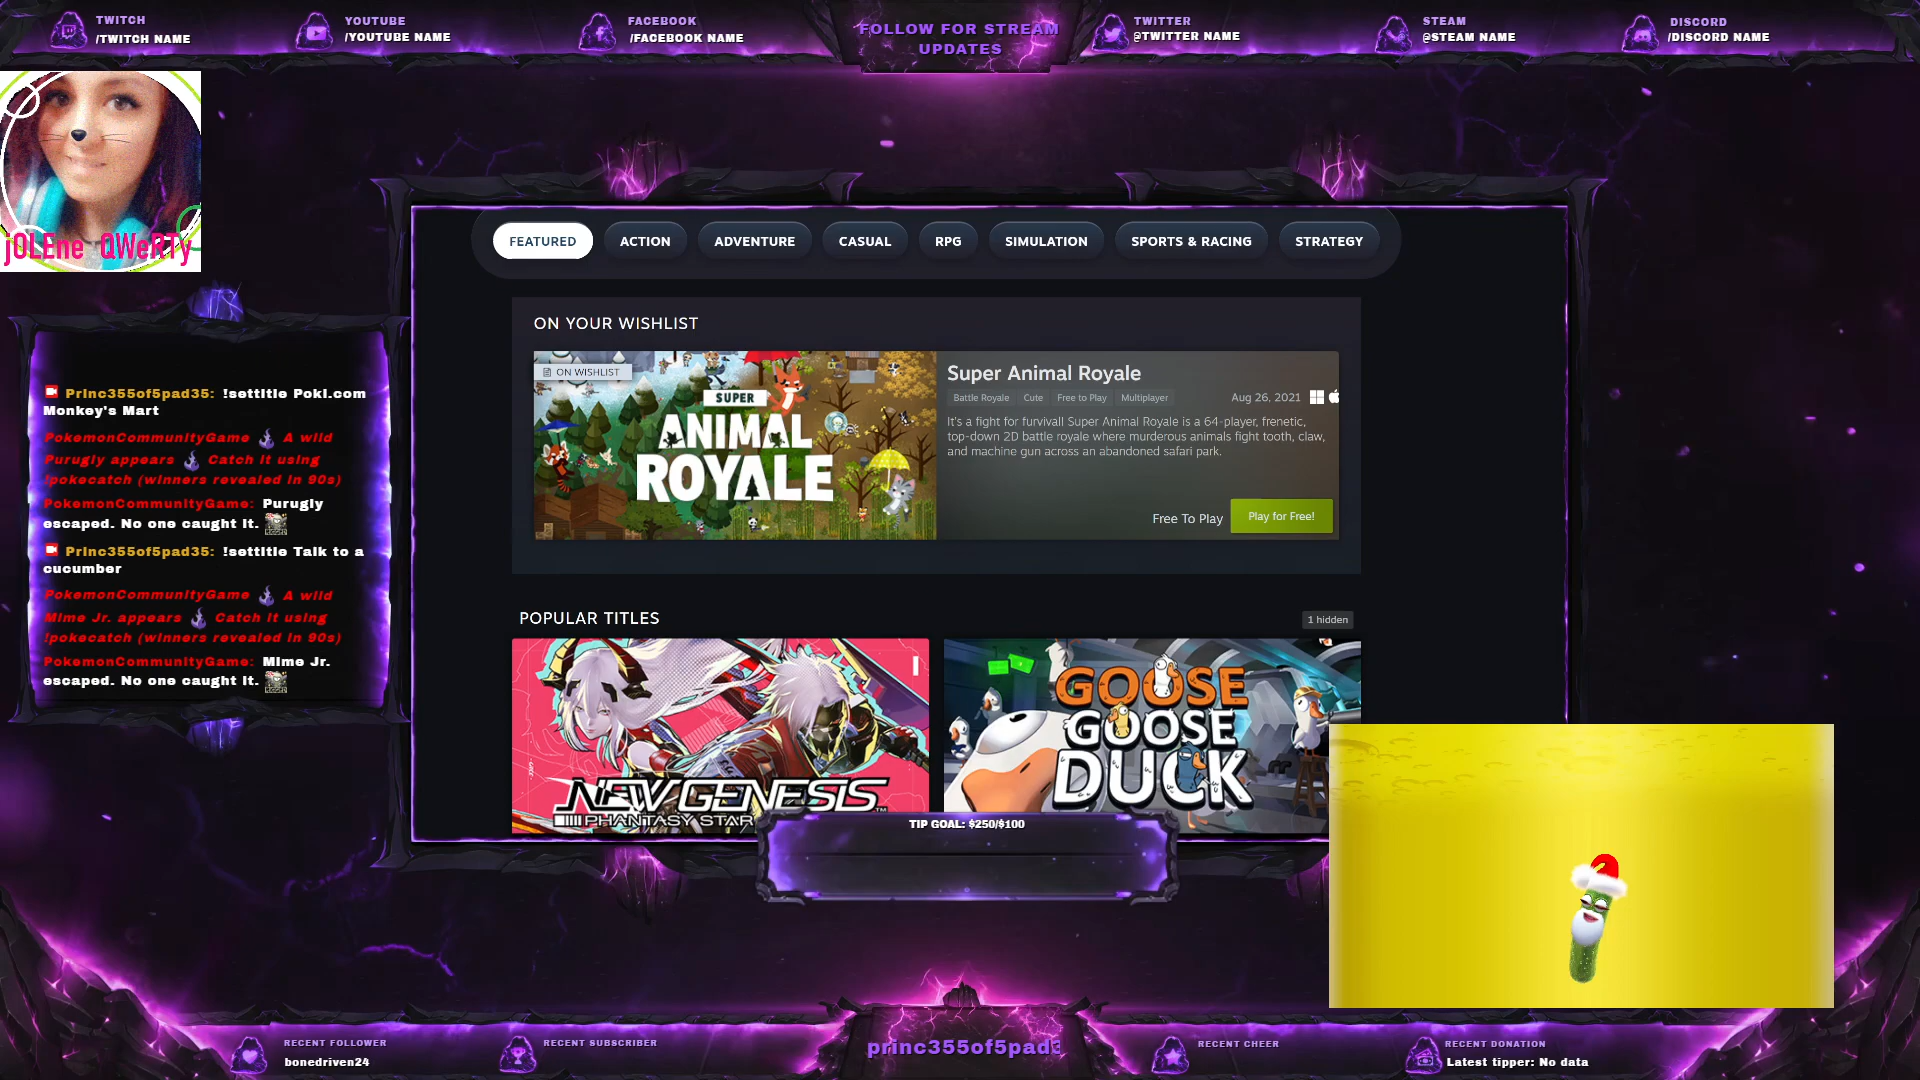 TWITCH
/TWITCH NAME
YOUTUBE
/YOUTUBE NAME
FACEBOOK
/FACEBOOK NAME
FOLLOW FOR STREAM
UPDATES
TWITTER
@TWITTER NAME
STEAM
@STEAM NAME
DISCORD
/DISCORD NAME
jOLEne QWeRTy
Princ355of5pad35: !settitle Poki.com
Monkey's Mart
PokemonCommunityGame A wild
Purugly appears Catch it using
!pokecatch (winners revealed in 90s)
PokemonCommunityGame: Purugly
escaped. No one caught it.
Princ355of5pad35: !settitle Talk to a
cucumber
PokemonCommunityGame A wild
Mime Jr. appears Catch it using
!pokecatch (winners revealed in 90s)
PokemonCommunityGame: Mime Jr.
escaped. No one caught it.
FEATURED
ACTION
ADVENTURE
CASUAL
RPG
SIMULATION
SPORTS & RACING
STRATEGY
ON YOUR WISHLIST
ON WISHLIST
SUPER
ANIMAL
ROYALE
Super Animal Royale
Battle Royale Cute Free to Play Multiplayer
Aug 26, 2021
It's a fight for furvival! Super Animal Royale is a 64-player, frenetic,
top-down 2D battle royale where murderous animals fight tooth, claw,
and machine gun across an abandoned safari park.
Free To Play
Play for Free!
POPULAR TITLES
1 hidden
NEW GENESIS
PHANTASY STAR
GOOSE
GOOSE
DUCK
TIP GOAL: $250/$100
RECENT FOLLOWER
bonedriven24
RECENT SUBSCRIBER
princ355of5pad3
RECENT CHEER
RECENT DONATION
Latest tipper: No data